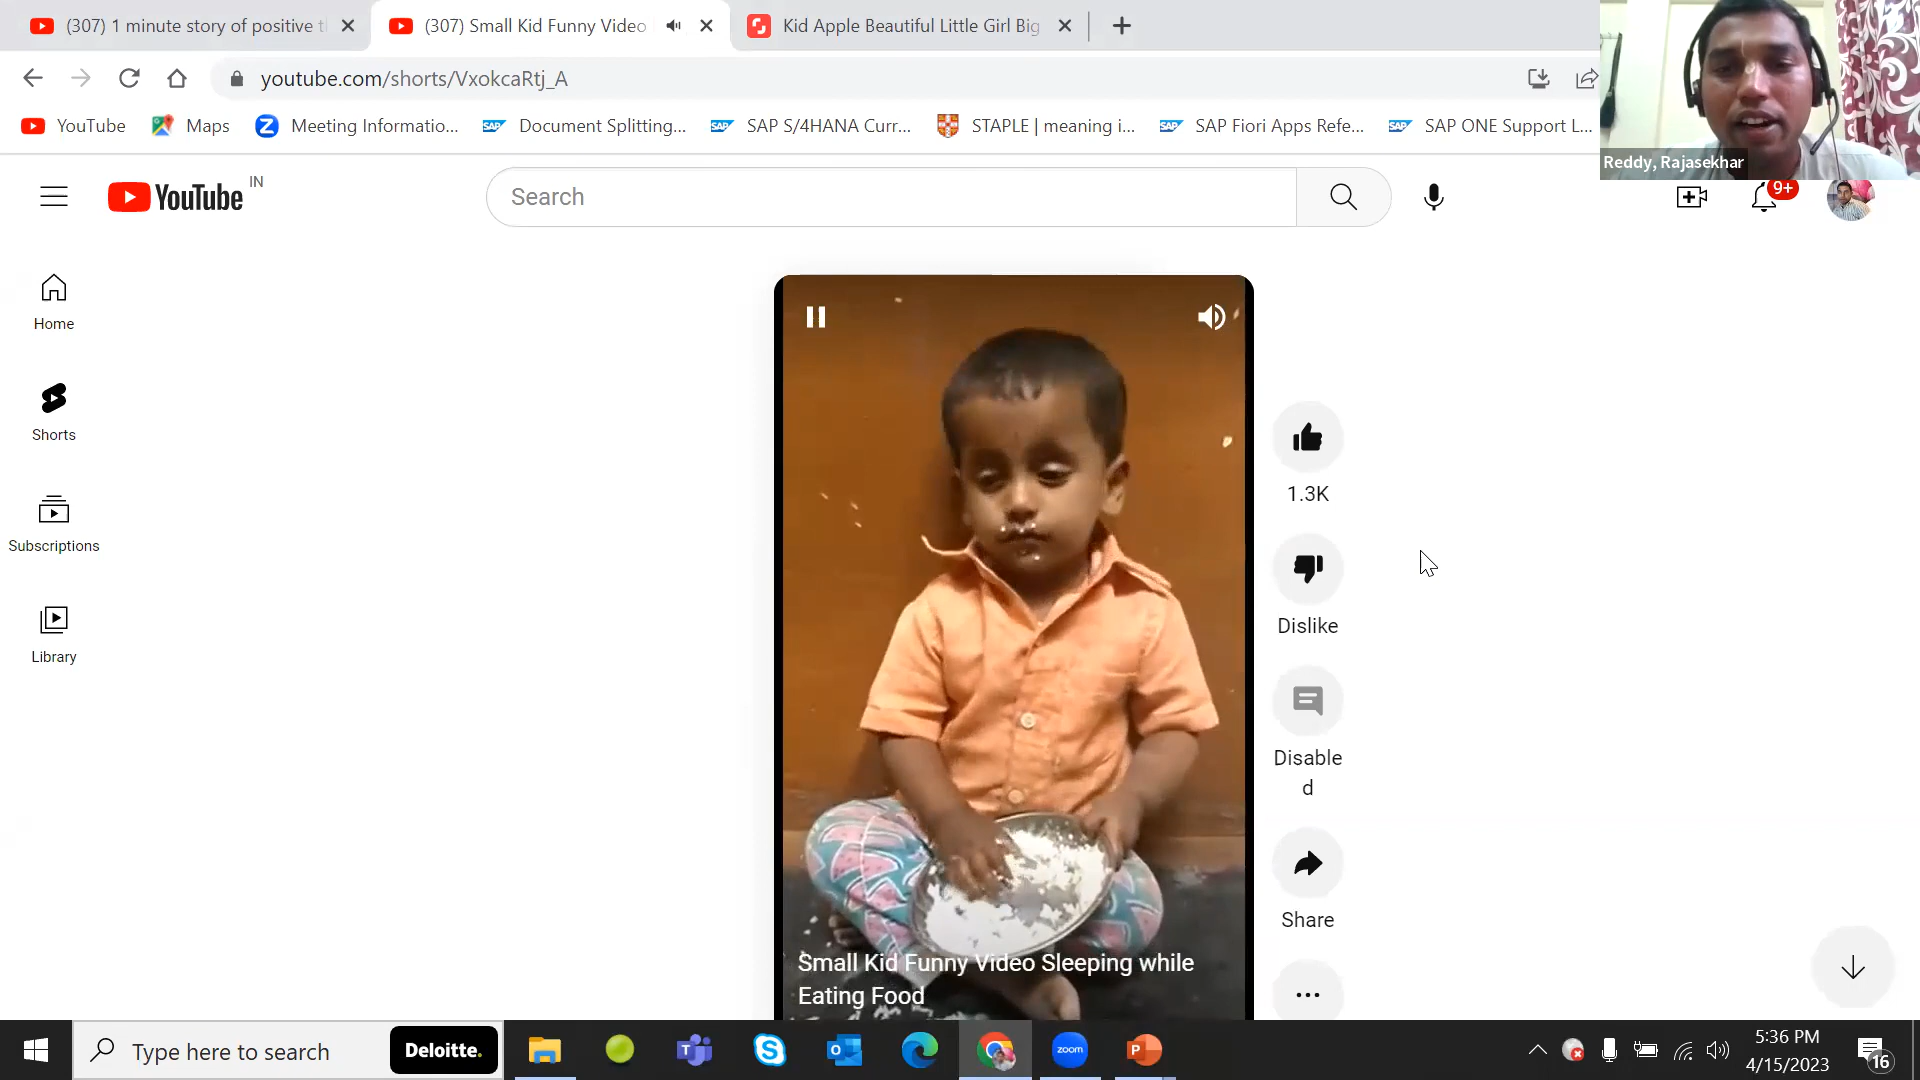 (307) 1 minute story of positive t
(307) Small Kid Funny Video
Kid Apple Beautiful Little Girl Big
youtube.com/shorts/VxokcaRtj_A
YouTube
Maps
Meeting Informatio...
Document Splitting...
SAP S/4HANA Curr...
STAPLE | meaning i...
SAP Fiori Apps Refe...
SAP ONE Support L...
Reddy, Rajasekhar
YouTube IN
Search
9+
Home
Shorts
Subscriptions
Library
1.3K
Dislike
Disable
d
Share
Small Kid Funny Video Sleeping while
Eating Food
Type here to search
Deloitte.
zoom
5:36 PM
4/15/2023
16